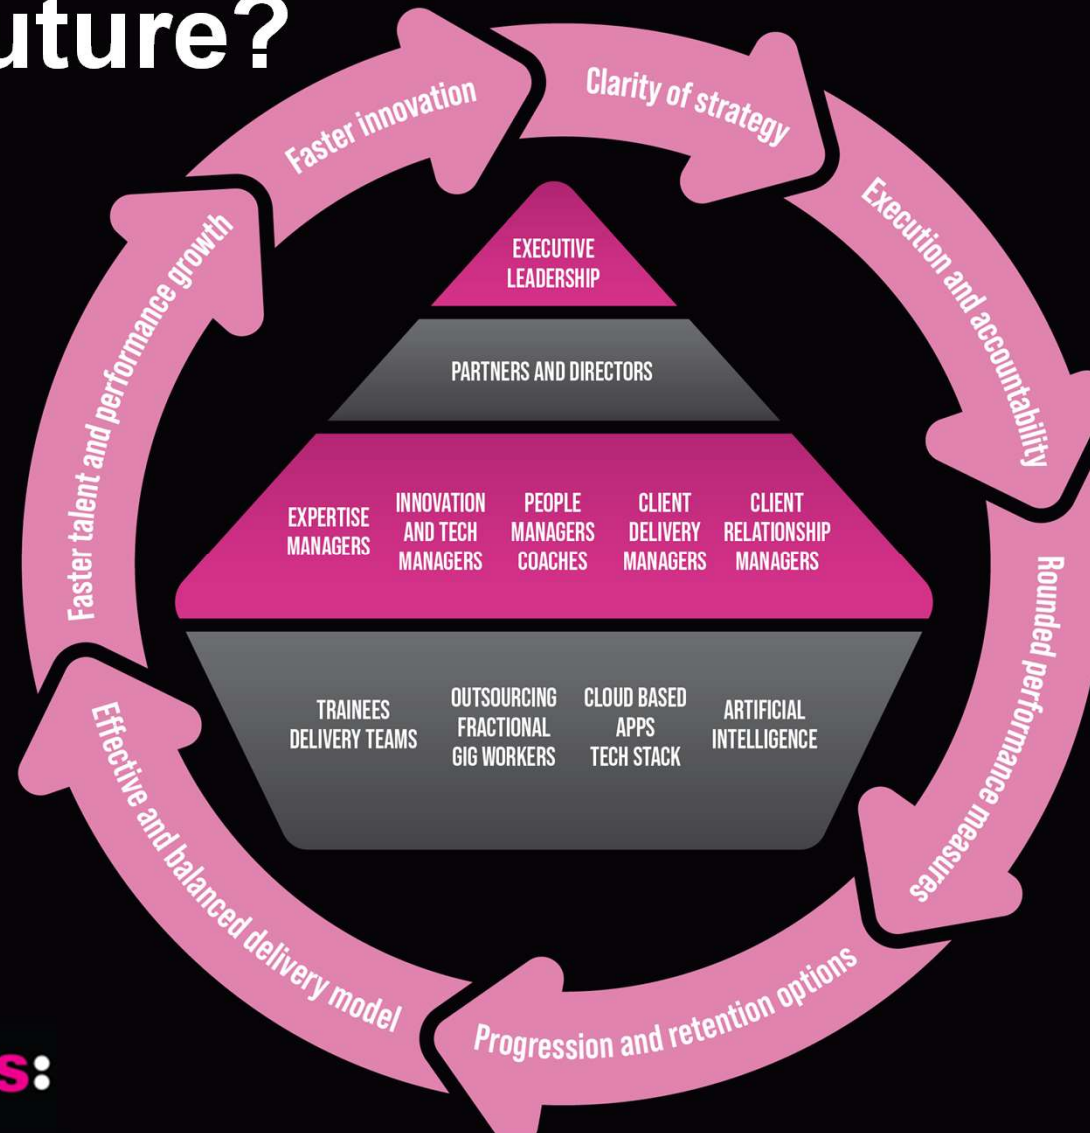 uture?
Clarity of strategy
Execution and accountability
Rounded performance measures
Progression and retention options
Effective and balanced delivery model
Faster talent and performance growth
Faster innovation
EXECUTIVE
LEADERSHIP
PARTNERS AND DIRECTORS
EXPERTISE
MANAGERS
INNOVATION
AND TECH
MANAGERS
PEOPLE
MANAGERS
COACHES
CLIENT
DELIVERY
MANAGERS
CLIENT
RELATIONSHIP
MANAGERS
TRAINEES
DELIVERY TEAMS
OUTSOURCING
FRACTIONAL
GIG WORKERS
CLOUD BASED
APPS
TECH STACK
ARTIFICIAL
INTELLIGENCE
s: